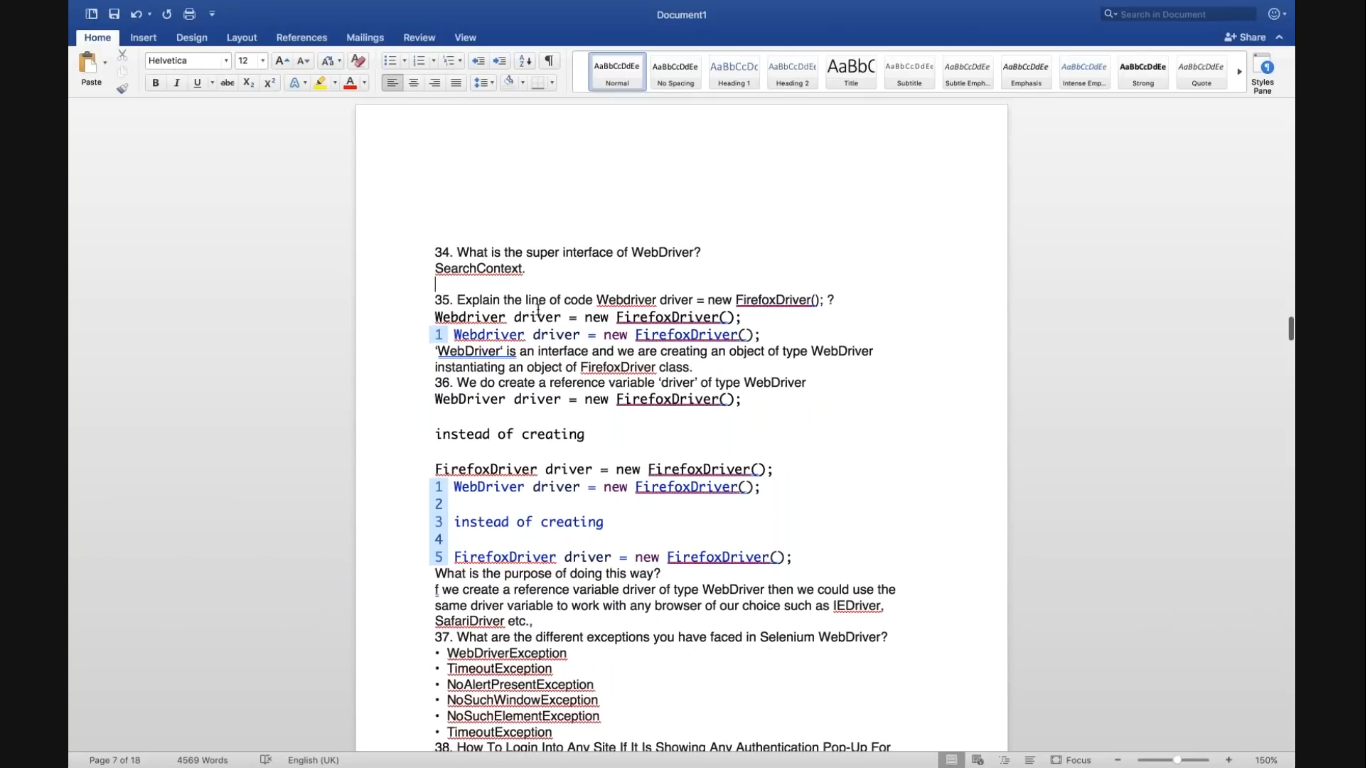 Document1
Search in Document
Home Insert Design Layout References Mailings Review View
Share
Paste
Helvetica 12
B I U abc X2 X2
AaBbCcDdEe AaBbCcDdEe AaBbCcDc AaBbCcDdEe AaBbC AaBbCcDdEe AaBbCcDdEe AaBbCcDdEe AaBbCcDdEe AaBbCcDdEe AaBbCcDdEe
Normal No Spacing Heading 1 Heading 2 Title Subtitle Subtle Emph... Emphasis Intense Emp... Strong Quote
Styles
Pane
34. What is the super interface of WebDriver?
SearchContext.
35. Explain the line of code Webdriver driver = new FirefoxDriver(); ?
Webdriver driver = new FirefoxDriver();
1 Webdriver driver = new FirefoxDriver();
'WebDriver' is an interface and we are creating an object of type WebDriver
instantiating an object of FirefoxDriver class.
36. We do create a reference variable 'driver' of type WebDriver
WebDriver driver = new FirefoxDriver();
instead of creating
FirefoxDriver driver = new FirefoxDriver();
1 WebDriver driver = new FirefoxDriver();
2
3 instead of creating
4
5 FirefoxDriver driver = new FirefoxDriver();
What is the purpose of doing this way?
f we create a reference variable driver of type WebDriver then we could use the
same driver variable to work with any browser of our choice such as IEDriver,
SafariDriver etc.,
37. What are the different exceptions you have faced in Selenium WebDriver?
• WebDriverException
• TimeoutException
• NoAlertPresentException
• NoSuchWindowException
• NoSuchElementException
• TimeoutException
38. How To Login Into Any Site If It Is Showing Any Authentication Pop-Up For
Page 7 of 18 4569 Words English (UK) Focus 150%